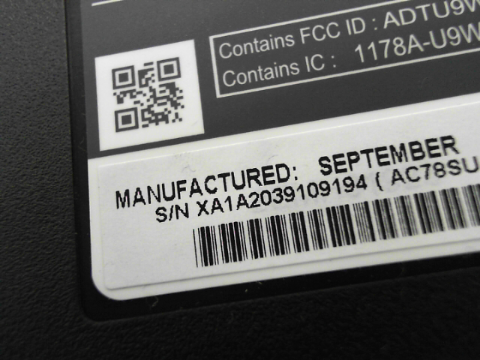 Contains FCC ID : ADTU9W
Contains IC : 1178A-U9W
MANUFACTURED: SEPTEMBER
S/N XA1A2039109194 ( AC78SU